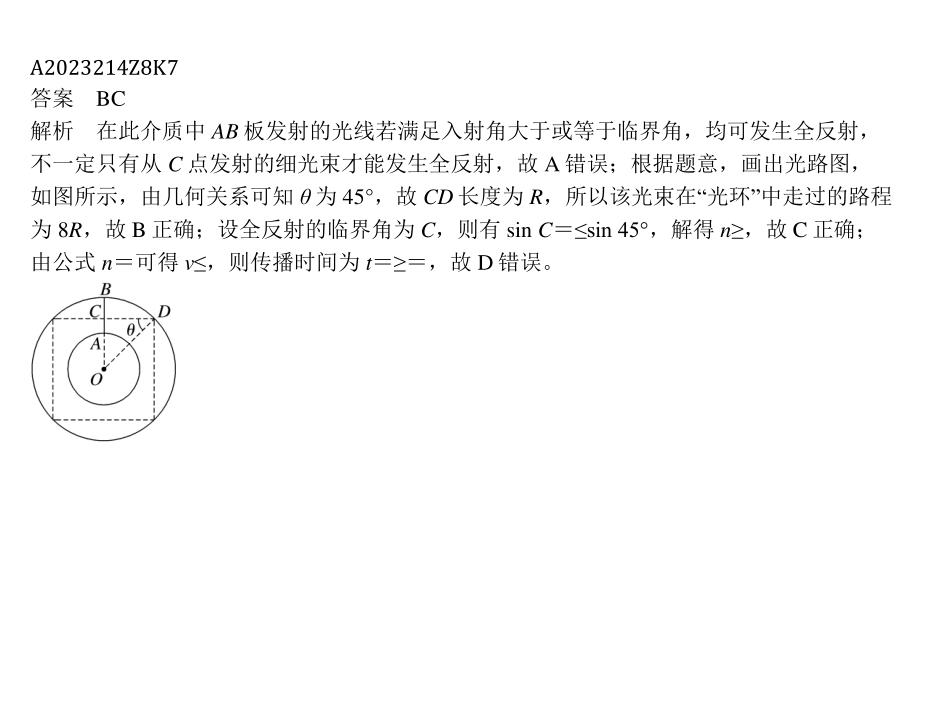 A2023214Z8K7
答案　BC
解析　在此介质中 AB 板发射的光线若满足入射角大于或等于临界角，均可发生全反射，
不一定只有从 C 点发射的细光束才能发生全反射，故 A 错误；根据题意，画出光路图，
如图所示，由几何关系可知 θ 为 45°，故 CD 长度为 R，所以该光束在“光环”中走过的路程
为 8R，故 B 正确；设全反射的临界角为 C，则有 sin C＝≤sin 45°，解得 n≥，故 C 正确；
由公式 n＝可得 v≤，则传播时间为 t＝≥＝，故 D 错误。
B
C D
θ
A
O